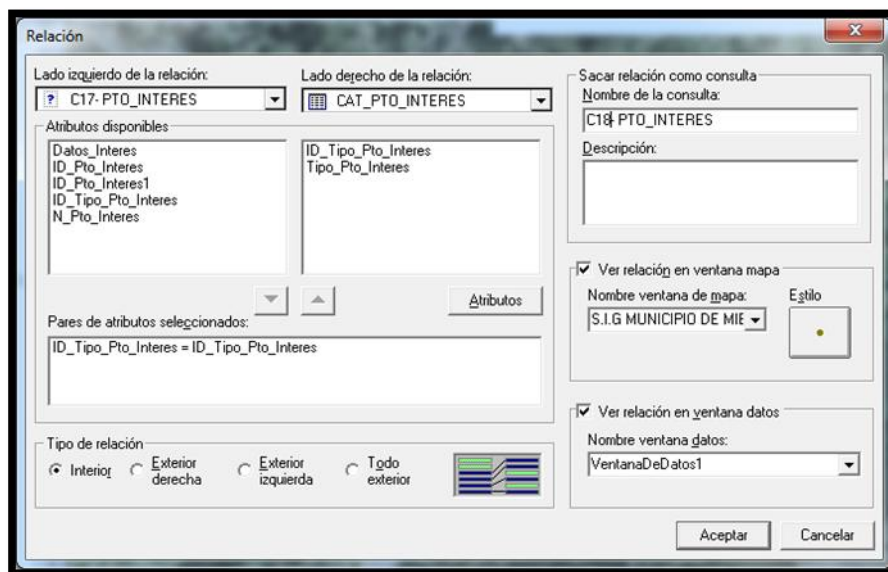 Relación
Lado izquierdo de la relación:
C17- PTO_INTERES
Lado derecho de la relación:
CAT_PTO_INTERES
Atributos disponibles
Datos_Interes
ID_Pto_Interes
ID_Pto_Interes1
ID_Tipo_Pto_Interes
N_Pto_Interes
ID_Tipo_Pto_Interes
Tipo_Pto_Interes
Atributos
Pares de atributos seleccionados:
ID_Tipo_Pto_Interes = ID_Tipo_Pto_Interes
Tipo de relación
Interior
Exterior derecha
Exterior izquierda
Todo exterior
Sacar relación como consulta
Nombre de la consulta:
C18- PTO_INTERES
Descripción:
Ver relación en ventana mapa
Nombre ventana de mapa:
S.I.G MUNICIPIO DE MIE
Estilo
Ver relación en ventana datos
Nombre ventana datos:
VentanaDeDatos1
Aceptar
Cancelar